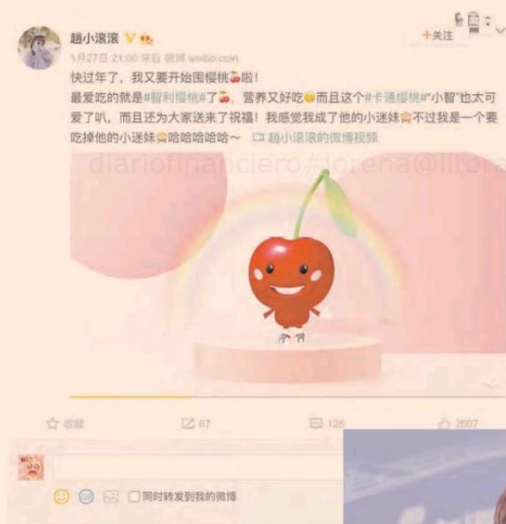 趙小滚滚
+关注
1月27日 21:00 来自 微博 weibo.com
快过年了，我又要开始囤樱桃🍒啦！
最爱吃的就是#智利樱桃#了🍒，营养又好吃😋而且这个#卡通樱桃#“小智”也太可
爱了叭，而且还为大家送来了祝福！我感觉我成了他的小迷妹🙊不过我是一个要
吃掉他的小迷妹🙊哈哈哈哈哈～ 趙小滚滚的微博视频
diariofinanciero#lorena@litora
收藏 67 126 2507
同时转发到我的微博